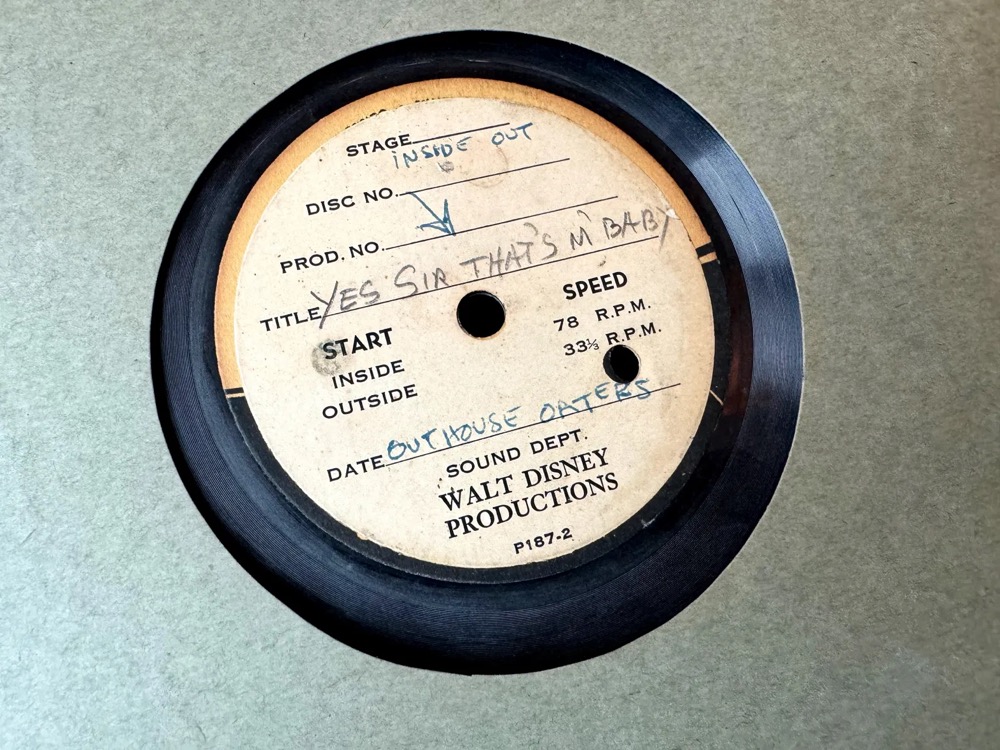 STAGE
INSIDE OUT
DISC NO.
PROD. NO.
TITLE YES SIR THAT'S M' BABY
START
INSIDE
OUTSIDE
SPEED
78 R.P.M.
33⅓ R.P.M.
DATE OUTHOUSE OATERS
SOUND DEPT.
WALT DISNEY
PRODUCTIONS
P187-2